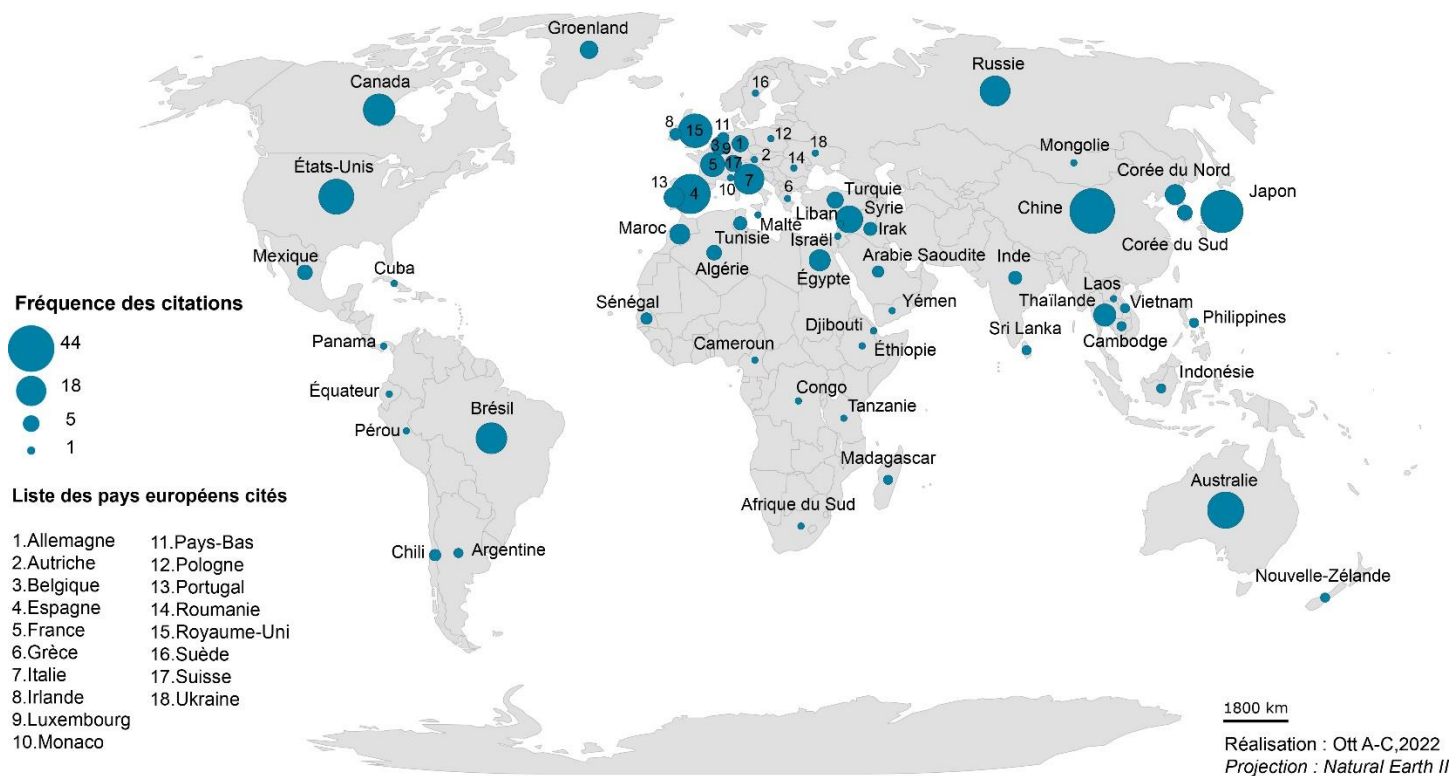 Groenland
Canada
États-Unis
Mexique
Cuba
Panama
Équateur
Pérou
Brésil
Chili
Argentine
16
8
15
11
3
9
1
12
18
5
17
2
14
10
7
13
4
6
Russie
Mongolie
Corée du Nord
Japon
Chine
Corée du Sud
Turquie
Malte
Liban
Syrie
Maroc
Tunisie
Israël
Irak
Algérie
Égypte
Arabie Saoudite
Inde
Laos
Sénégal
Yémen
Thaïlande
Vietnam
Djibouti
Philippines
Cameroun
Éthiopie
Sri Lanka
Cambodge
Congo
Indonésie
Tanzanie
Madagascar
Afrique du Sud
Australie
Nouvelle-Zélande
Fréquence des citations
44
18
5
1
Liste des pays européens cités
1.Allemagne
2.Autriche
3.Belgique
4.Espagne
5.France
6.Grèce
7.Italie
8.Irlande
9.Luxembourg
10.Monaco
11.Pays-Bas
12.Pologne
13.Portugal
14.Roumanie
15.Royaume-Uni
16.Suède
17.Suisse
18.Ukraine
1800 km
Réalisation : Ott A-C,2022
Projection : Natural Earth II